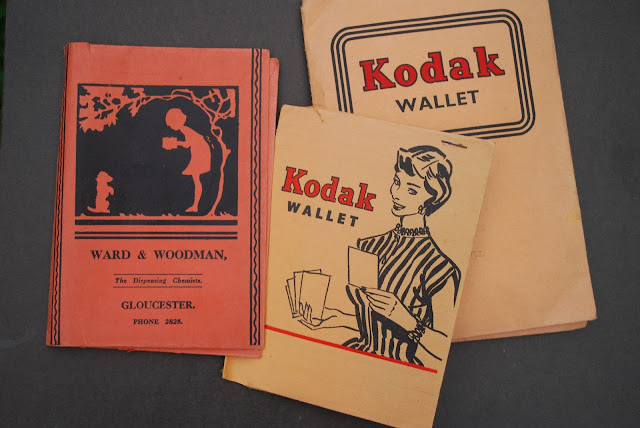 WARD & WOODMAN,
The Dispensing Chemists.
GLOUCESTER.
PHONE 2828.
Kodak
WALLET
Kodak
WALLET